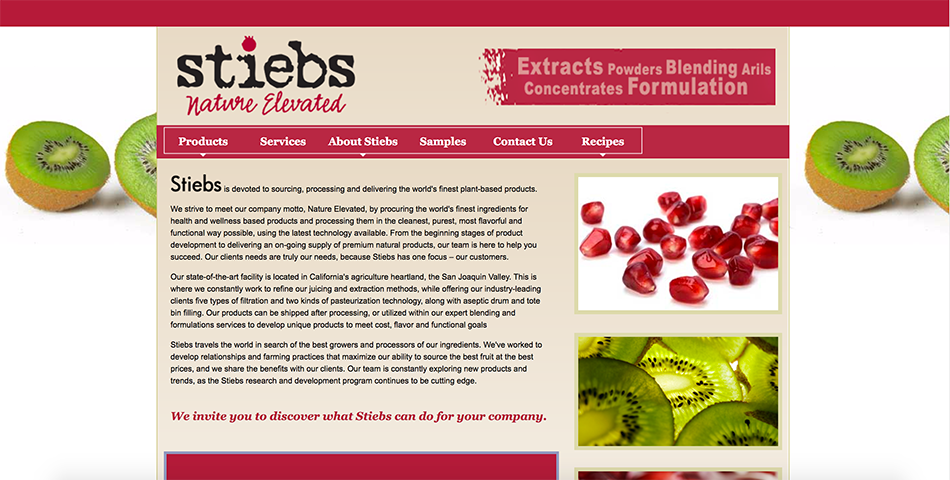 stiebs
Nature Elevated
Extracts Powders Blending Arils
Concentrates Formulation
Products Services About Stiebs Samples Contact Us Recipes
Stiebs is devoted to sourcing, processing and delivering the world's finest plant-based products.
We strive to meet our company motto, Nature Elevated, by procuring the world's finest ingredients for
health and wellness based products and processing them in the cleanest, purest, most flavorful and
functional way possible, using the latest technology available. From the beginning stages of product
development to delivering an on-going supply of premium natural products, our team is here to help you
succeed. Our clients needs are truly our needs, because Stiebs has one focus – our customers.
Our state-of-the-art facility is located in California's agriculture heartland, the San Joaquin Valley. This is
where we constantly work to refine our juicing and extraction methods, while offering our industry-leading
clients five types of filtration and two kinds of pasteurization technology, along with aseptic drum and tote
bin filling. Our products can be shipped after processing, or utilized within our expert blending and
formulations services to develop unique products to meet cost, flavor and functional goals
Stiebs travels the world in search of the best growers and processors of our ingredients. We've worked to
develop relationships and farming practices that maximize our ability to source the best fruit at the best
prices, and we share the benefits with our clients. Our team is constantly exploring new products and
trends, as the Stiebs research and development program continues to be cutting edge.
We invite you to discover what Stiebs can do for your company.